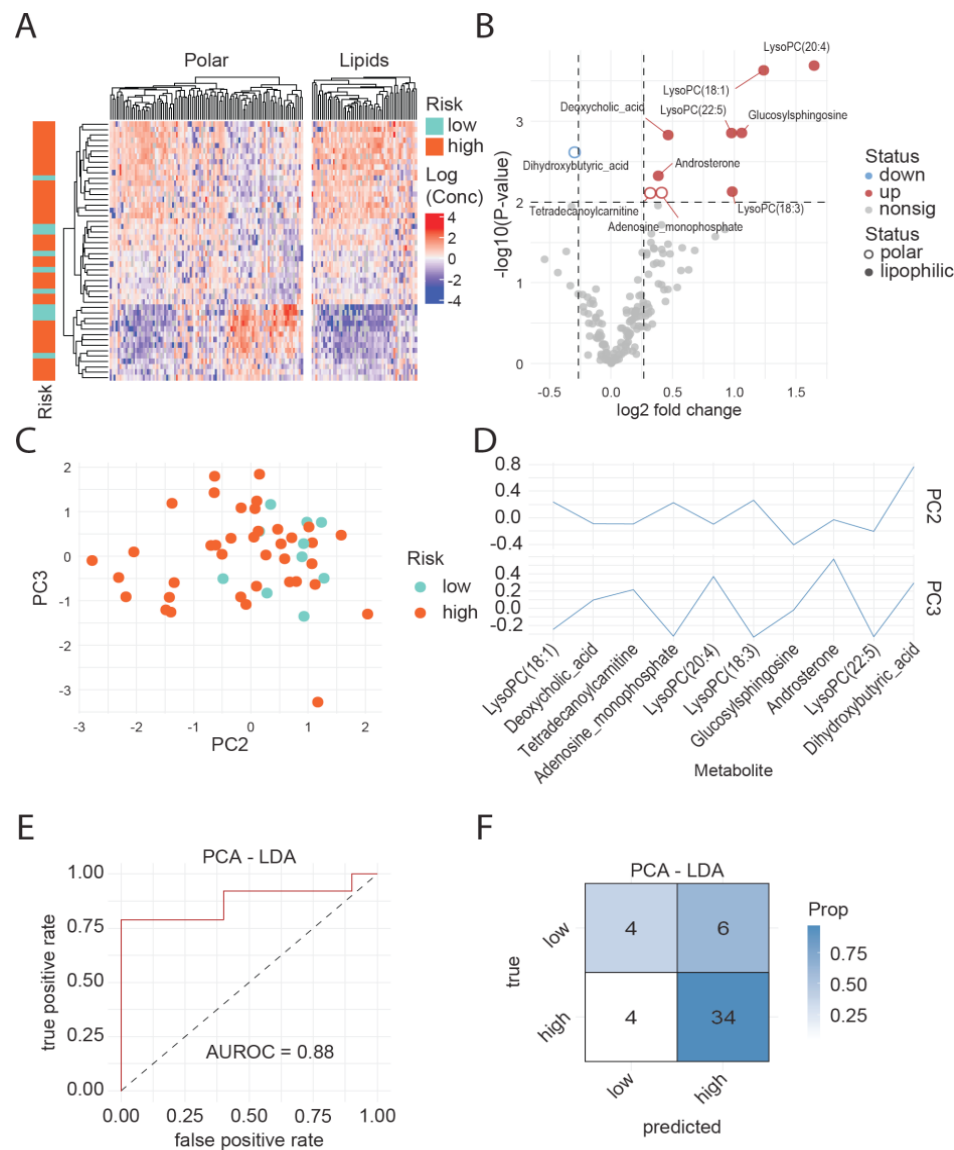 A
Polar
Lipids
Risk
low
high
Log
(Conc)
4
2
0
-2
-4
Risk
B
LysoPC(20:4)
LysoPC(18:1)
Deoxycholic_acid
LysoPC(22:5)
Glucosylsphingosine
Dihydroxybutyric_acid
Androsterone
Tetradecanoylcarnitine
LysoPC(18:3)
Adenosine_monophosphate
3
2
1
0
-log10(P-value)
-0.5
0.0
0.5
1.0
1.5
log2 fold change
Status
down
up
nonsig
Status
polar
lipophilic
C
2
1
0
-1
-2
-3
PC3
-3
-2
-1
0
1
2
PC2
Risk
low
high
D
0.8
0.4
0.0
-0.4
PC2
0.4
0.2
0.0
-0.2
PC3
LysoPC(18:1)
Deoxycholic_acid
Tetradecanoylcarnitine
Adenosine_monophosphate
LysoPC(20:4)
LysoPC(18:3)
Glucosylsphingosine
Androsterone
LysoPC(22:5)
Dihydroxybutyric_acid
Metabolite
E
PCA - LDA
1.00
0.75
0.50
0.25
0.00
true positive rate
AUROC = 0.88
0.00
0.25
0.50
0.75
1.00
false positive rate
F
PCA - LDA
low
4
6
true
high
4
34
low
high
predicted
Prop
0.75
0.50
0.25